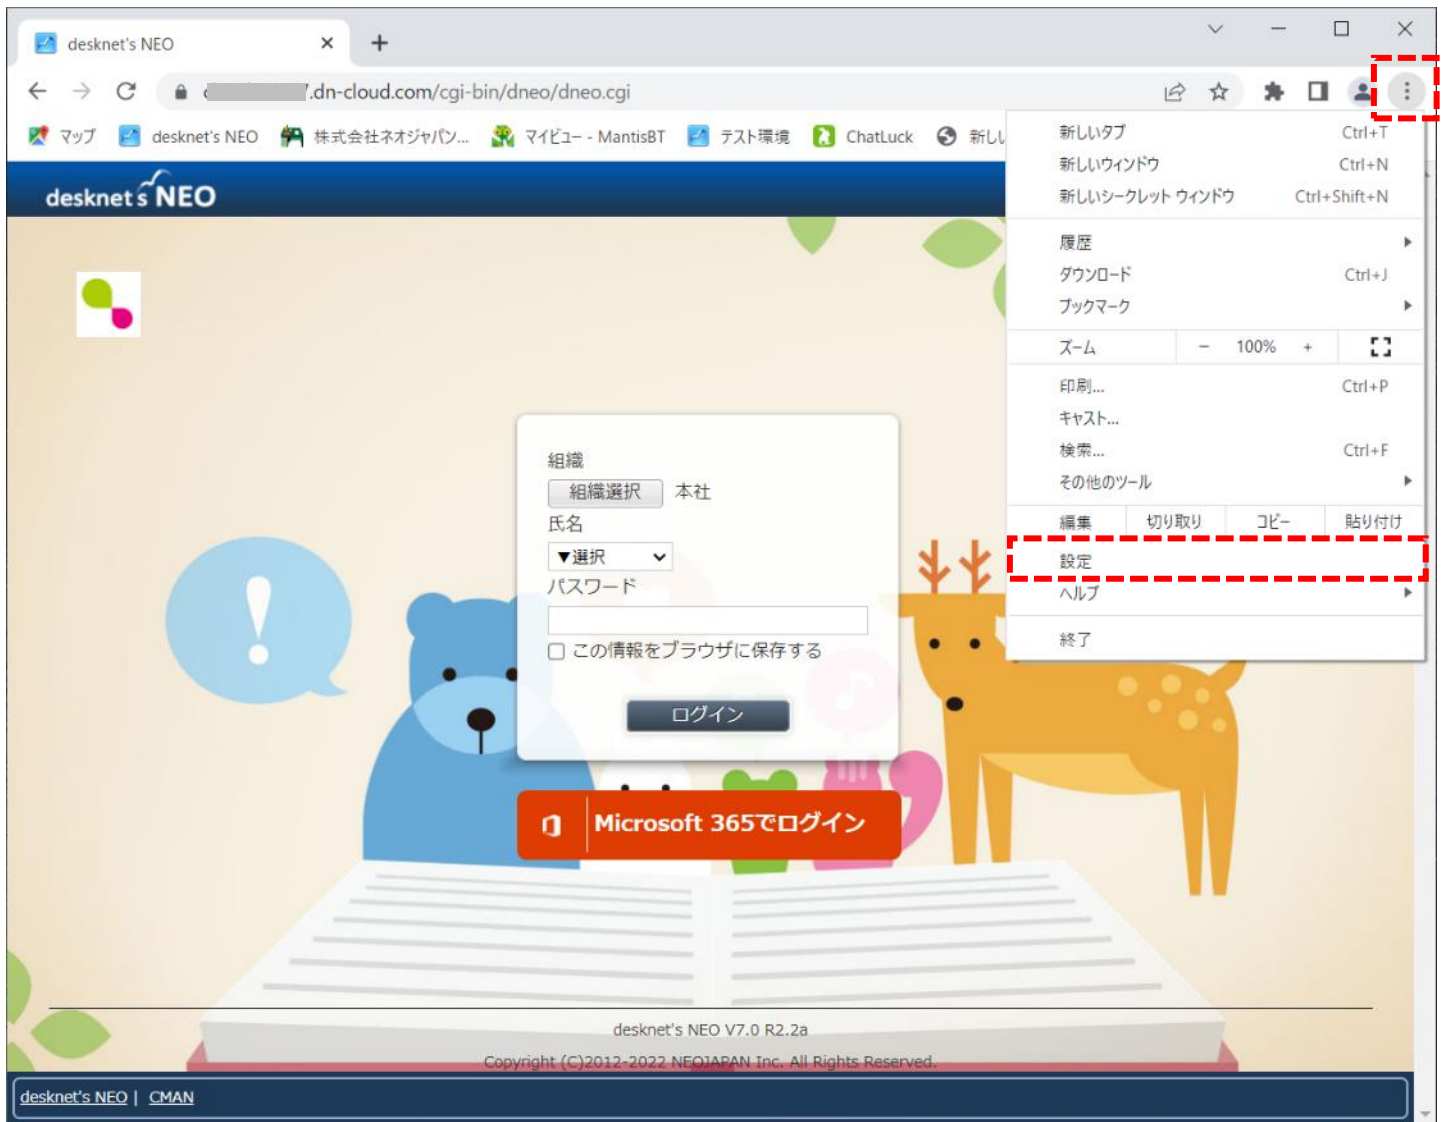 desknet's NEO
.dn-cloud.com/cgi-bin/dneo/dneo.cgi
マップ desknet's NEO 株式会社ネオジャパン... マイビュー - MantisBT テスト環境 ChatLuck 新しい
desknet's NEO
新しいタブ Ctrl+T
新しいウィンドウ Ctrl+N
新しいシークレット ウィンドウ Ctrl+Shift+N
履歴
ダウンロード Ctrl+J
ブックマーク
ズーム − 100% +
印刷... Ctrl+P
キャスト...
検索... Ctrl+F
その他のツール
編集 切り取り コピー 貼り付け
設定
ヘルプ
終了
組織
組織選択 本社
氏名
▼選択
パスワード
この情報をブラウザに保存する
ログイン
Microsoft 365でログイン
desknet's NEO V7.0 R2.2a
Copyright (C)2012-2022 NEOJAPAN Inc. All Rights Reserved.
desknet's NEO | CMAN